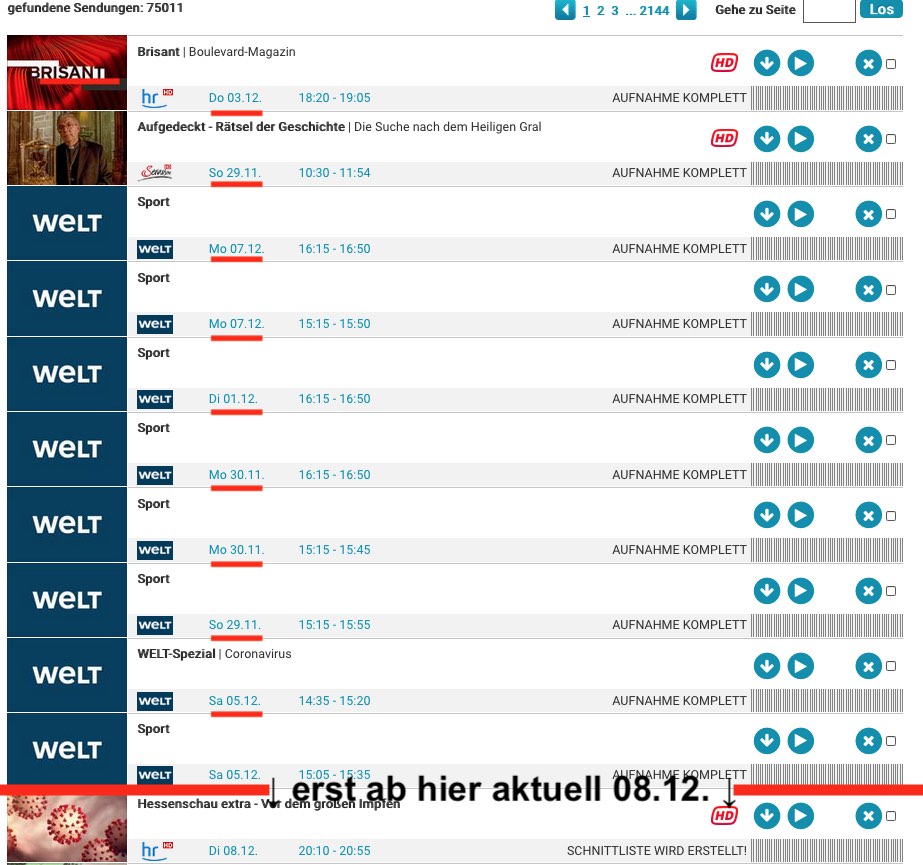 gefundene Sendungen: 75011
1 2 3 ... 2144 Gehe zu Seite Los
BRISANT
Brisant | Boulevard-Magazin
HD
hr HD Do 03.12. 18:20 - 19:05 AUFNAHME KOMPLETT
Aufgedeckt - Rätsel der Geschichte | Die Suche nach dem Heiligen Gral
HD
Servus HD So 29.11. 10:30 - 11:54 AUFNAHME KOMPLETT
weLT
Sport
weLT Mo 07.12. 16:15 - 16:50 AUFNAHME KOMPLETT
weLT
Sport
weLT Mo 07.12. 15:15 - 15:50 AUFNAHME KOMPLETT
weLT
Sport
weLT Di 01.12. 16:15 - 16:50 AUFNAHME KOMPLETT
weLT
Sport
weLT Mo 30.11. 16:15 - 16:50 AUFNAHME KOMPLETT
weLT
Sport
weLT Mo 30.11. 15:15 - 15:45 AUFNAHME KOMPLETT
weLT
Sport
weLT So 29.11. 15:15 - 15:55 AUFNAHME KOMPLETT
weLT
WELT-Spezial | Coronavirus
weLT Sa 05.12. 14:35 - 15:20 AUFNAHME KOMPLETT
weLT
Sport
weLT Sa 05.12. 15:05 - 15:35 AUFNAHME KOMPLETT
↓ erst ab hier aktuell 08.12. ↓
Hessenschau extra - Vor dem großen Impfen
HD
hr HD Di 08.12. 20:10 - 20:55 SCHNITTLISTE WIRD ERSTELLT!